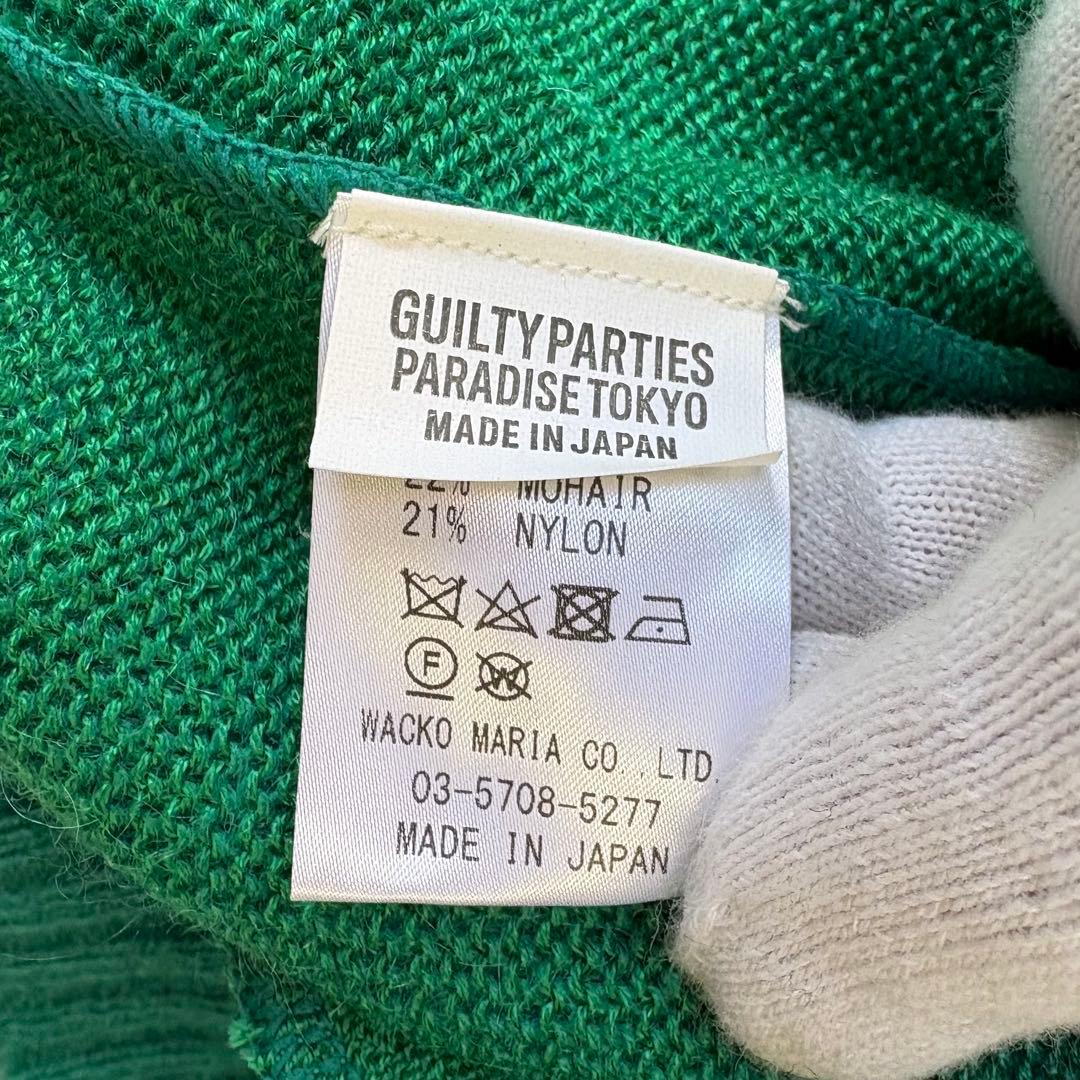 GUILTY PARTIES
PARADISE TOKYO
MADE IN JAPAN
22% MOHAIR
21% NYLON
F
W
WACKO MARIA CO.,LTD.
03-5708-5277
MADE IN JAPAN